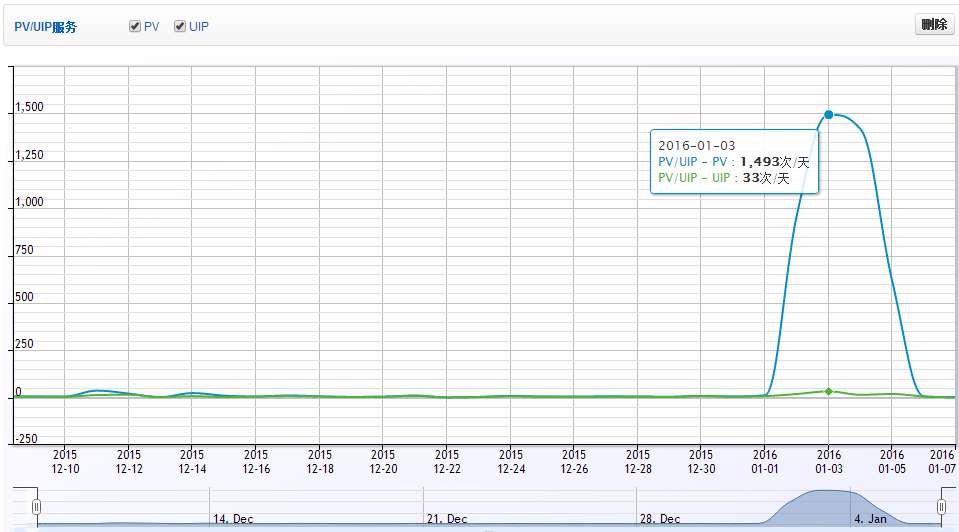 PV/UIP服务 PV UIP 删除
1,500
1,250
1,000
750
500
250
0
-250
2016-01-03
PV/UIP - PV : 1,493次/天
PV/UIP - UIP : 33次/天
2015 2015 2015 2015 2015 2015 2015 2015 2015 2015 2015 2016 2016 2016 2016
12-10 12-12 12-14 12-16 12-18 12-20 12-22 12-24 12-26 12-28 12-30 01-01 01-03 01-05 01-07
14. Dec 21. Dec 28. Dec 4. Jan